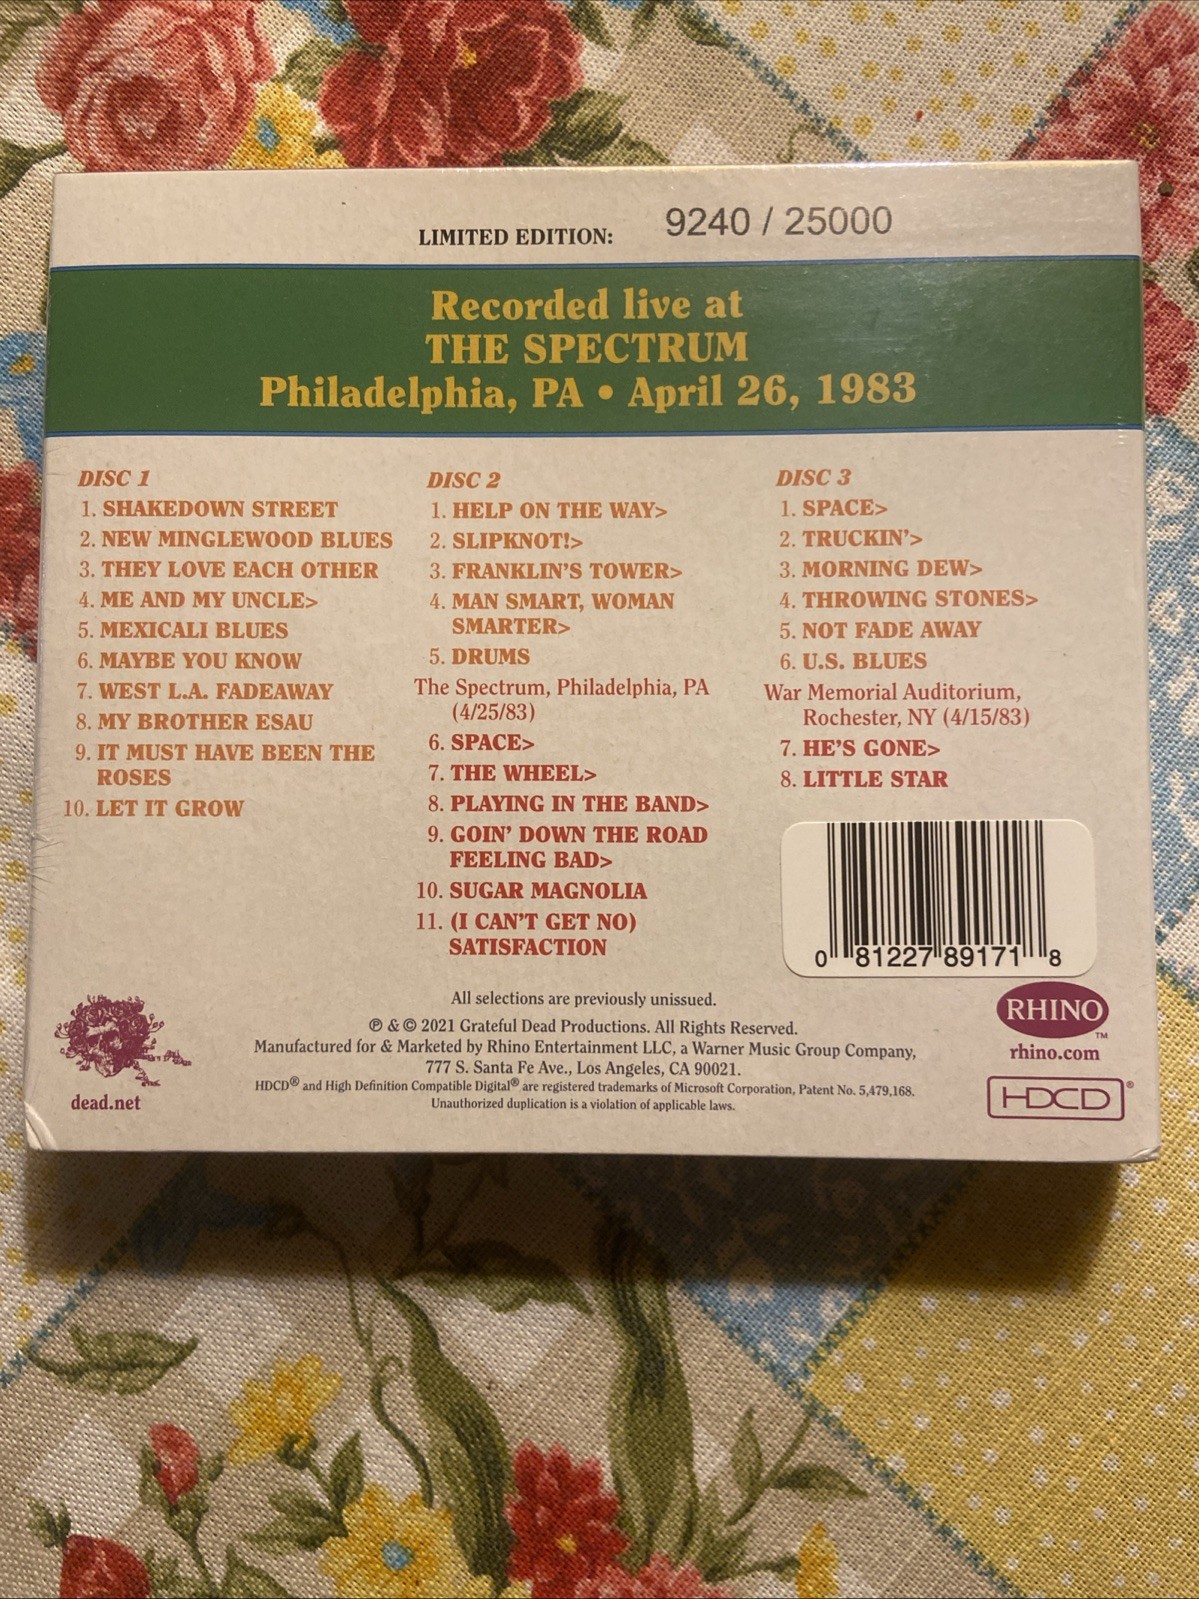 LIMITED EDITION: 9240 / 25000
Recorded live at
THE SPECTRUM
Philadelphia, PA • April 26, 1983
DISC 1
1. SHAKEDOWN STREET
2. NEW MINGLEWOOD BLUES
3. THEY LOVE EACH OTHER
4. ME AND MY UNCLE>
5. MEXICALI BLUES
6. MAYBE YOU KNOW
7. WEST L.A. FADEAWAY
8. MY BROTHER ESAU
9. IT MUST HAVE BEEN THE
ROSES
10. LET IT GROW
DISC 2
1. HELP ON THE WAY>
2. SLIPKNOT!>
3. FRANKLIN'S TOWER>
4. MAN SMART, WOMAN
SMARTER>
5. DRUMS
The Spectrum, Philadelphia, PA
(4/25/83)
6. SPACE>
7. THE WHEEL>
8. PLAYING IN THE BAND>
9. GOIN' DOWN THE ROAD
FEELING BAD>
10. SUGAR MAGNOLIA
11. (I CAN'T GET NO)
SATISFACTION
DISC 3
1. SPACE>
2. TRUCKIN'>
3. MORNING DEW>
4. THROWING STONES>
5. NOT FADE AWAY
6. U.S. BLUES
War Memorial Auditorium,
Rochester, NY (4/15/83)
7. HE'S GONE>
8. LITTLE STAR
0 81227 89171 8
All selections are previously unissued.
℗ & © 2021 Grateful Dead Productions. All Rights Reserved.
Manufactured for & Marketed by Rhino Entertainment LLC, a Warner Music Group Company,
777 S. Santa Fe Ave., Los Angeles, CA 90021.
HDCD® and High Definition Compatible Digital® are registered trademarks of Microsoft Corporation, Patent No. 5,479,168.
Unauthorized duplication is a violation of applicable laws.
dead.net
RHINO™
rhino.com
HDCD®